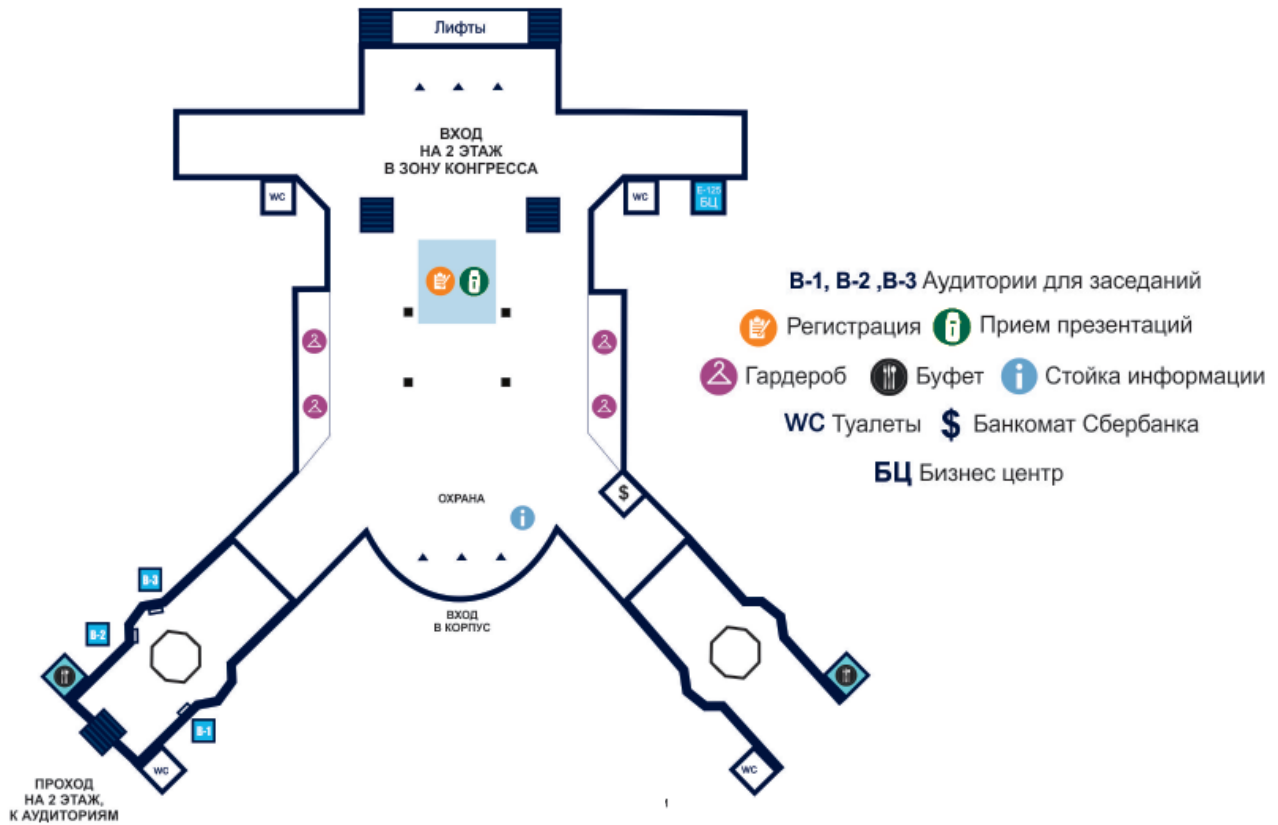 Лифты
ВХОД
НА 2 ЭТАЖ
В ЗОНУ КОНГРЕССА
WC
WC
E-125
БЦ
В-1, В-2 ,В-3 Аудитории для заседаний
Регистрация
Прием презентаций
Гардероб
Буфет
Стойка информации
WC Туалеты
$ Банкомат Сбербанка
БЦ Бизнес центр
$
ОХРАНА
ВХОД
В КОРПУС
В-3
В-2
В-1
WC
WC
ПРОХОД
НА 2 ЭТАЖ,
К АУДИТОРИЯМ